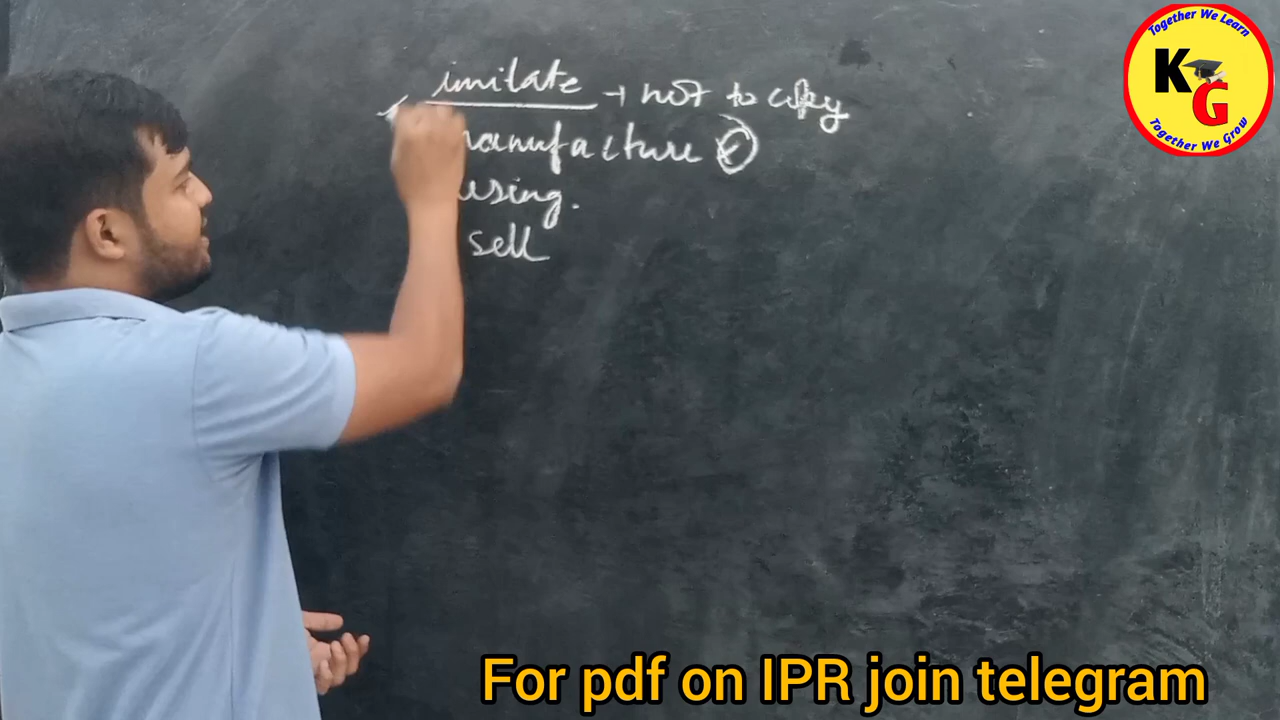 imitate → not to copy
manufacture
using.
sell
Together We Learn
KG
Together We Grow
For pdf on IPR join telegram